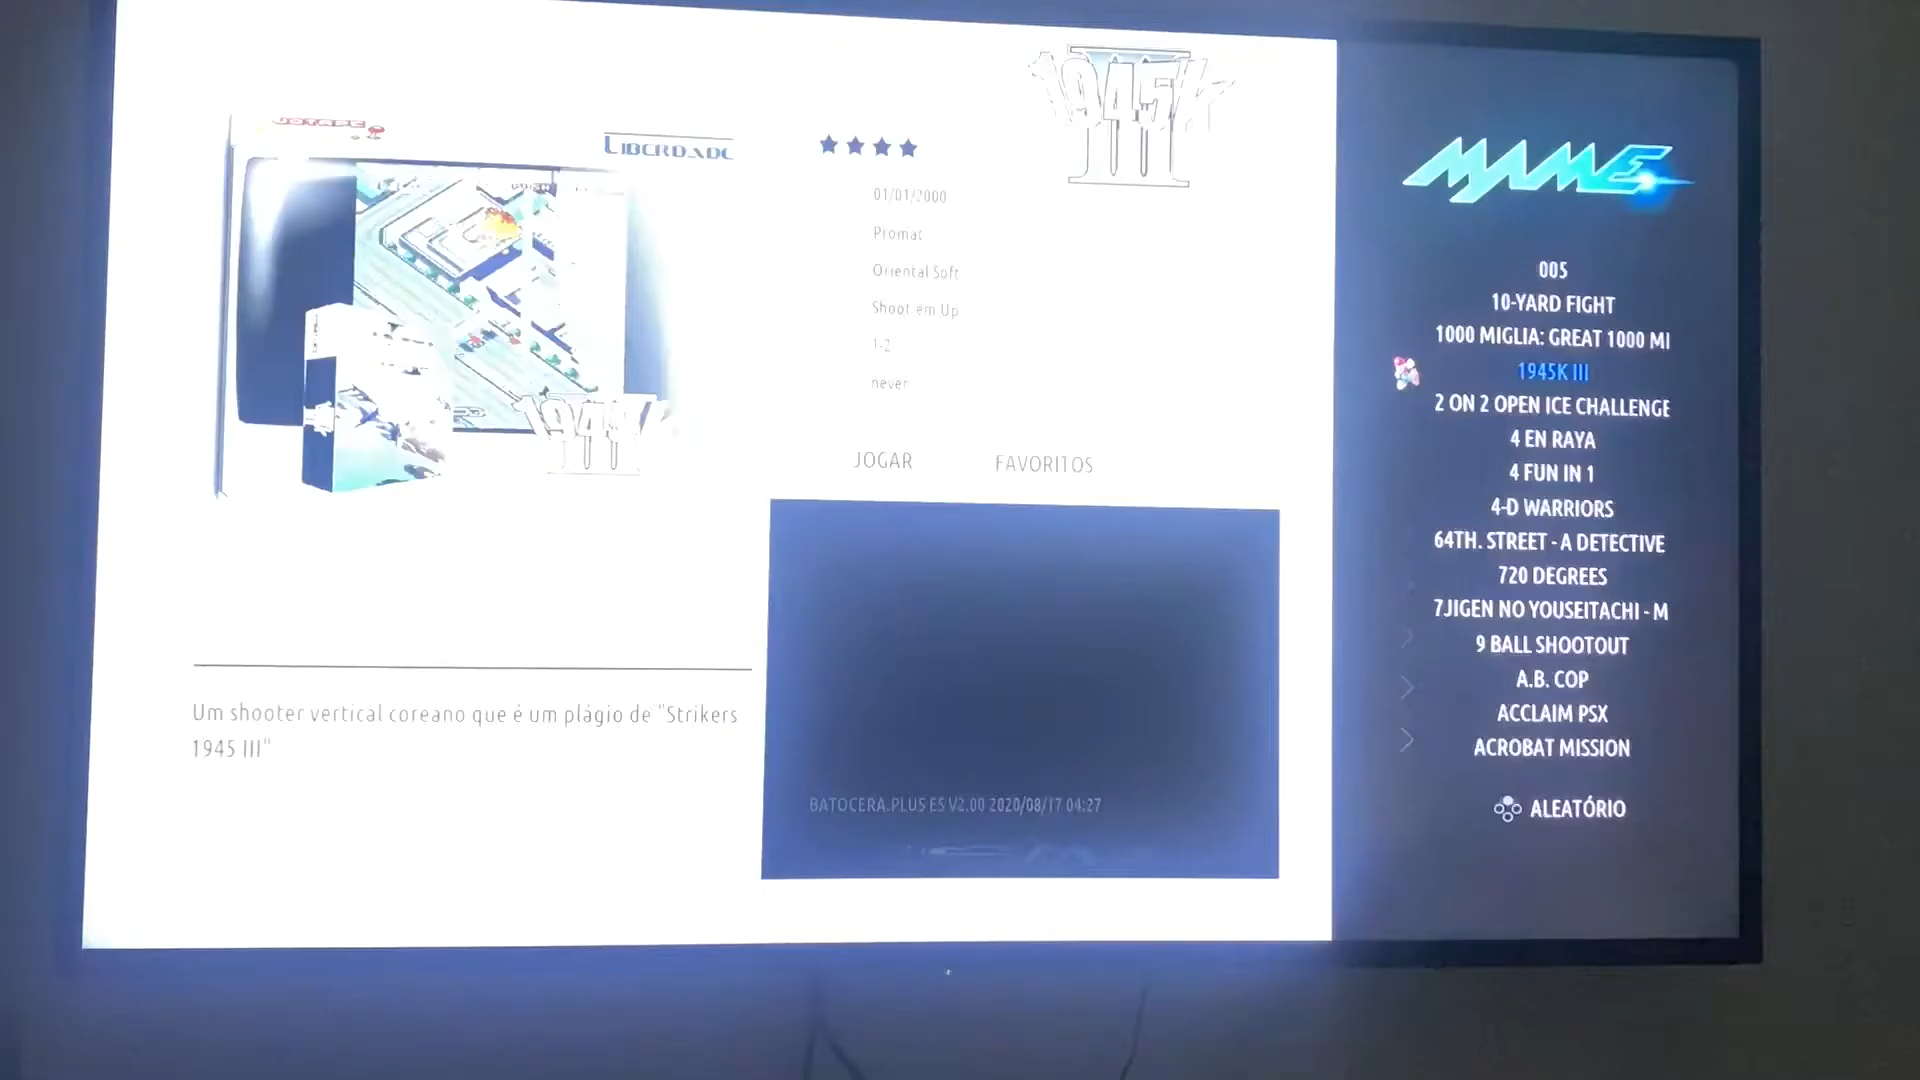 JOTAPE
LIBERDADE
1945K
III
01/01/2000
Promat
Oriental Soft
Shoot em Up
1-2
never
JOGAR
FAVORITOS
1945K
III
Um shooter vertical coreano que é um plágio de "Strikers
1945 III"
BATOCERA.PLUS ES V2.00 2020/08/17 04:27
MAME
005
10-YARD FIGHT
1000 MIGLIA: GREAT 1000 MI
1945K III
2 ON 2 OPEN ICE CHALLENGE
4 EN RAYA
4 FUN IN 1
4-D WARRIORS
64TH. STREET - A DETECTIVE
720 DEGREES
7JIGEN NO YOUSEITACHI - M
9 BALL SHOOTOUT
A.B. COP
ACCLAIM PSX
ACROBAT MISSION
ALEATÓRIO